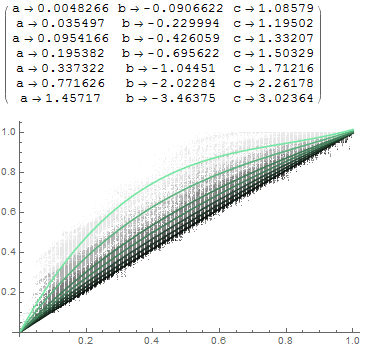 a→0.0048266 b→-0.0906622 c→1.08579
a→0.035497 b→-0.229994 c→1.19502
a→0.0954166 b→-0.426059 c→1.33207
a→0.195382 b→-0.695622 c→1.50329
a→0.337322 b→-1.04451 c→1.71216
a→0.771626 b→-2.02284 c→2.26178
a→1.45717 b→-3.46375 c→3.02364
1.0
0.8
0.6
0.4
0.2
0.2 0.4 0.6 0.8 1.0